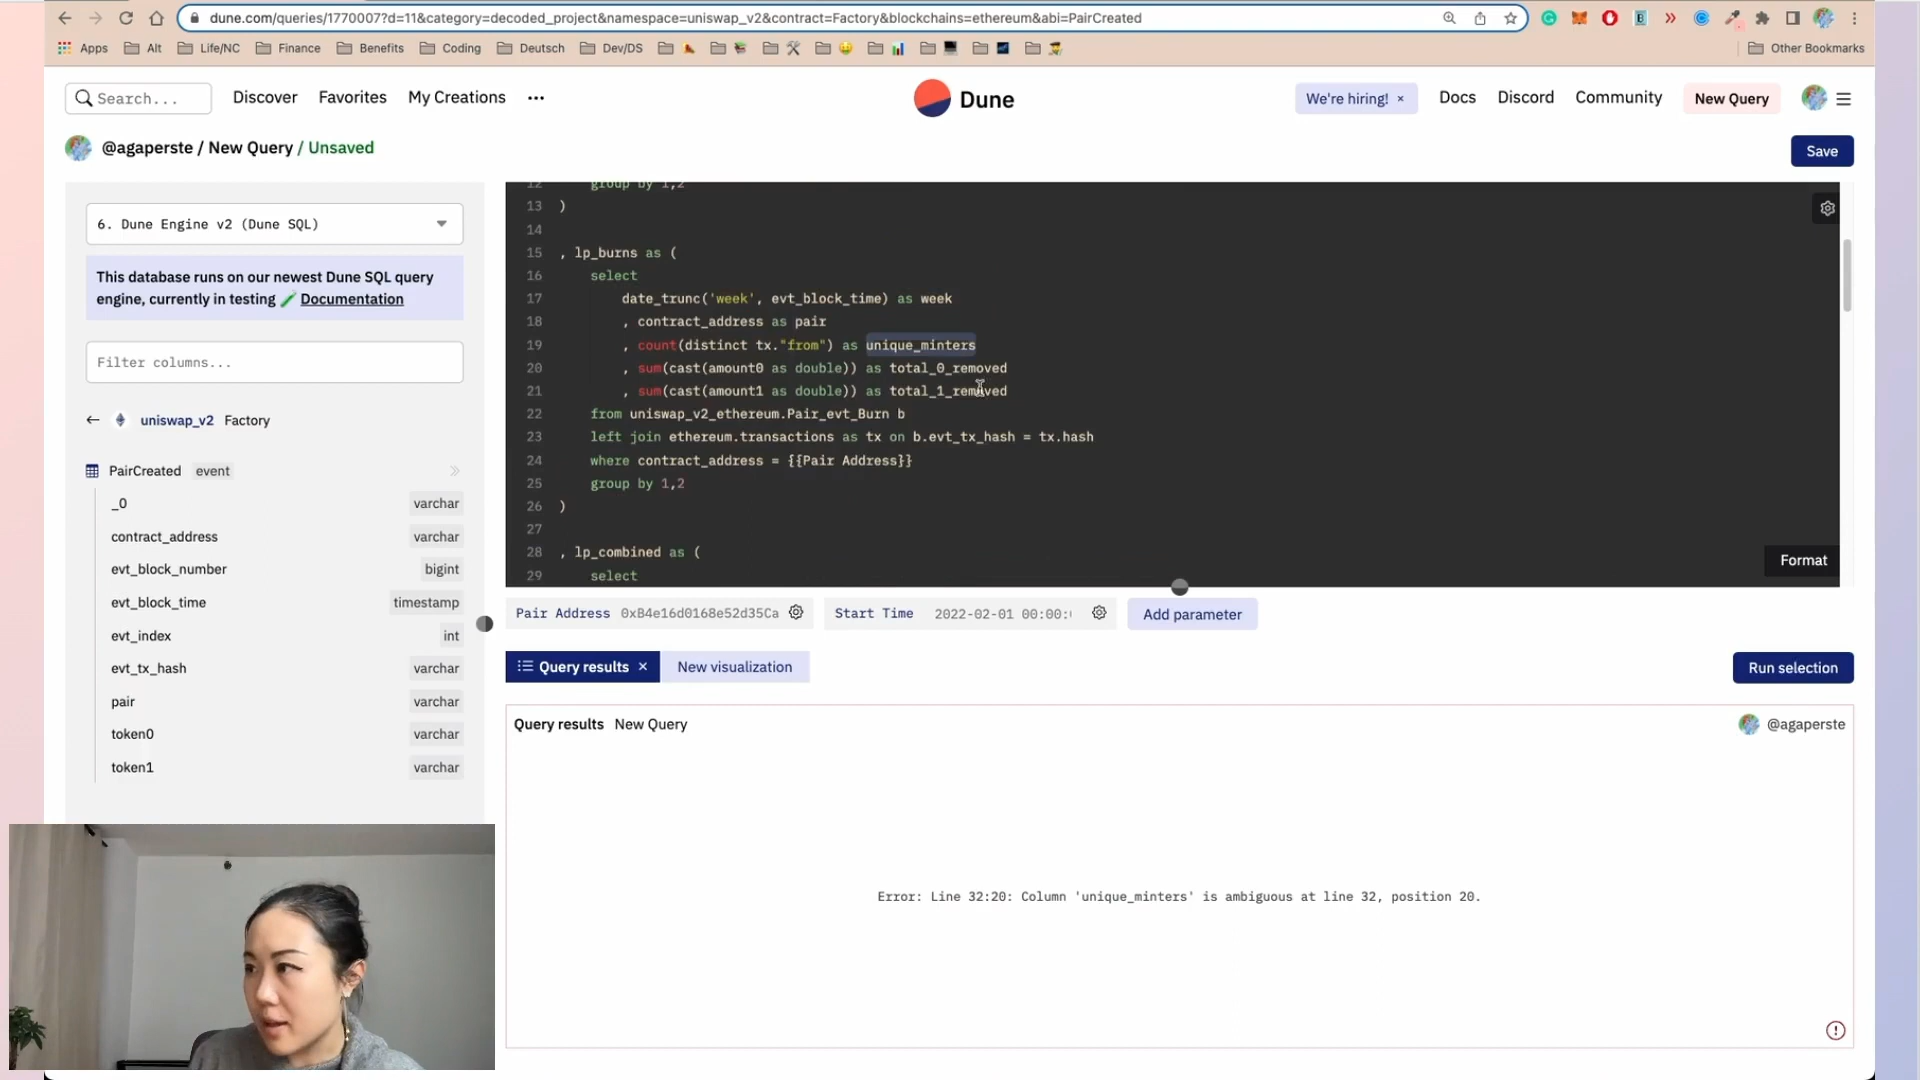 dune.com/queries/1770007?d=11&category=decoded_project&namespace=uniswap_v2&contract=Factory&blockchains=ethereum&abi=PairCreated
Apps Alt Life/NC Finance Benefits Coding Deutsch Dev/DS Other Bookmarks
Search... Discover Favorites My Creations Dune We're hiring! × Docs Discord Community New Query
@agaperste / New Query / Unsaved Save
6. Dune Engine v2 (Dune SQL)
This database runs on our newest Dune SQL query
engine, currently in testing Documentation
Filter columns...
uniswap_v2 Factory
PairCreated event
_0 varchar
contract_address varchar
evt_block_number bigint
evt_block_time timestamp
evt_index int
evt_tx_hash varchar
pair varchar
token0 varchar
token1 varchar
12 group by 1,2
13 )
14
15 , lp_burns as (
16 select
17 date_trunc('week', evt_block_time) as week
18 , contract_address as pair
19 , count(distinct tx."from") as unique_minters
20 , sum(cast(amount0 as double)) as total_0_removed
21 , sum(cast(amount1 as double)) as total_1_removed
22 from uniswap_v2_ethereum.Pair_evt_Burn b
23 left join ethereum.transactions as tx on b.evt_tx_hash = tx.hash
24 where contract_address = {{Pair Address}}
25 group by 1,2
26 )
27
28 , lp_combined as (
29 select
Format
Pair Address 0xB4e16d0168e52d35Ca Start Time 2022-02-01 00:00: Add parameter
Query results × New visualization Run selection
Query results New Query @agaperste
Error: Line 32:20: Column 'unique_minters' is ambiguous at line 32, position 20.